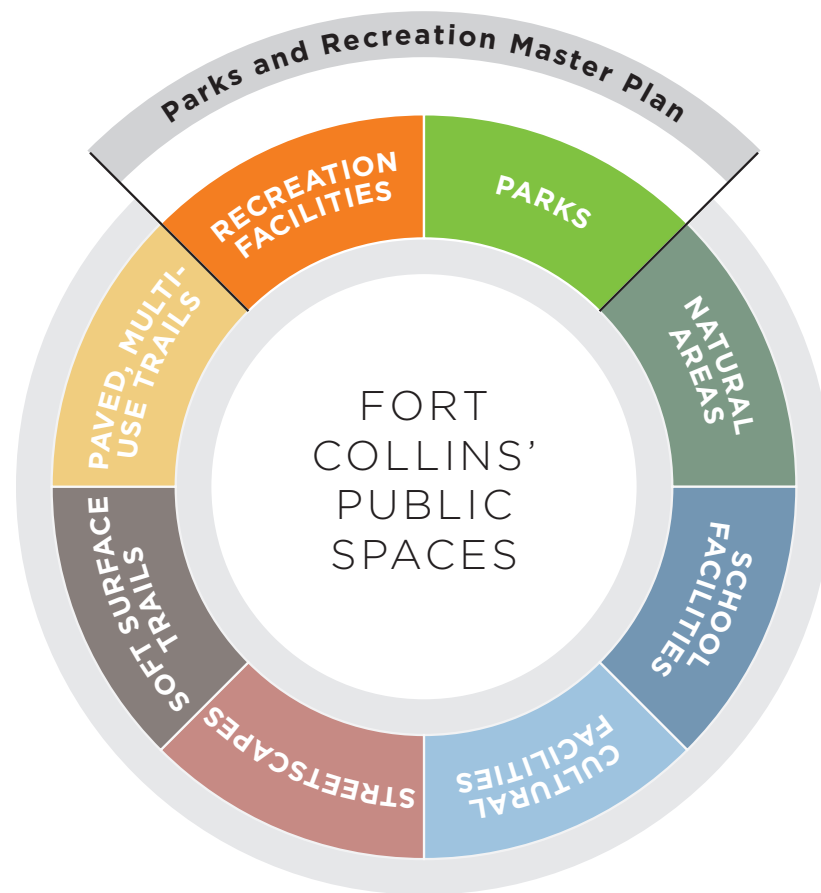 Parks and Recreation Master Plan
RECREATION
FACILITIES
PARKS
NATURAL
AREAS
SCHOOL
FACILITIES
CULTURAL
FACILITIES
STREETSCAPES
SOFT SURFACE
TRAILS
PAVED, MULTI-
USE TRAILS
FORT
COLLINS’
PUBLIC
SPACES